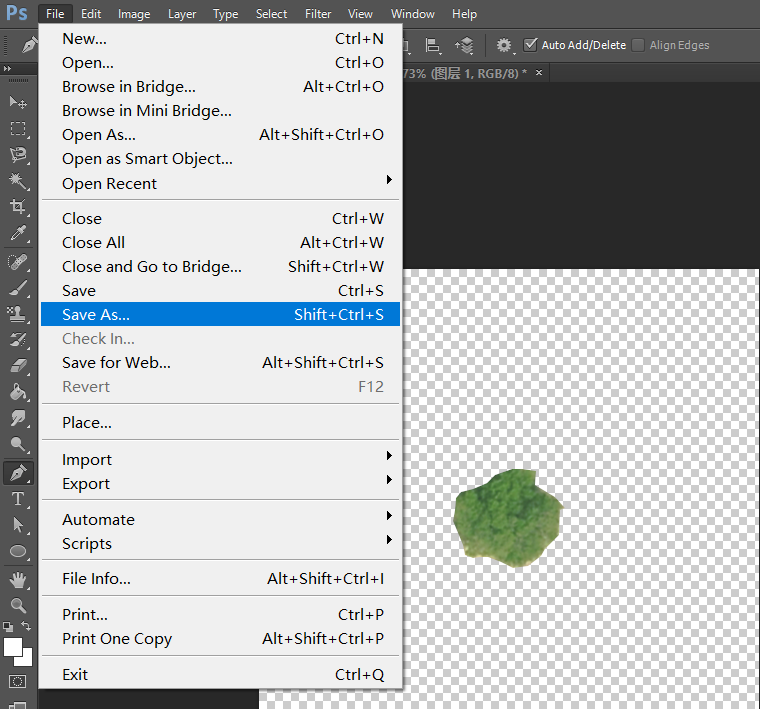 Ps File Edit Image Layer Type Select Filter View Window Help
Auto Add/Delete Align Edges
73% (图层 1, RGB/8) * ×
New... Ctrl+N
Open... Ctrl+O
Browse in Bridge... Alt+Ctrl+O
Browse in Mini Bridge...
Open As... Alt+Shift+Ctrl+O
Open as Smart Object...
Open Recent
Close Ctrl+W
Close All Alt+Ctrl+W
Close and Go to Bridge... Shift+Ctrl+W
Save Ctrl+S
Save As... Shift+Ctrl+S
Check In...
Save for Web... Alt+Shift+Ctrl+S
Revert F12
Place...
Import
Export
Automate
Scripts
File Info... Alt+Shift+Ctrl+I
Print... Ctrl+P
Print One Copy Alt+Shift+Ctrl+P
Exit Ctrl+Q